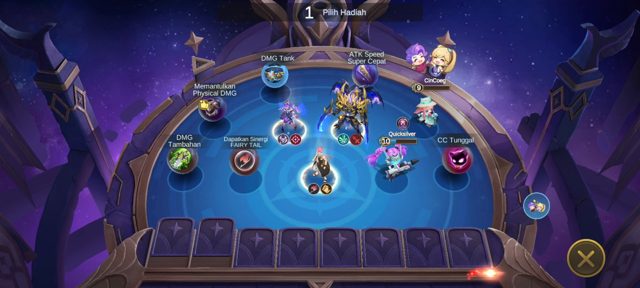 1 Pilih Hadiah
DMG Tank
ATK Speed
Super Cepat
CinCoeg
9
Memantulkan
Physical DMG
Quicksilver
10
DMG
Tambahan
Dapatkan Sinergi
FAIRY TAIL
CC Tunggal